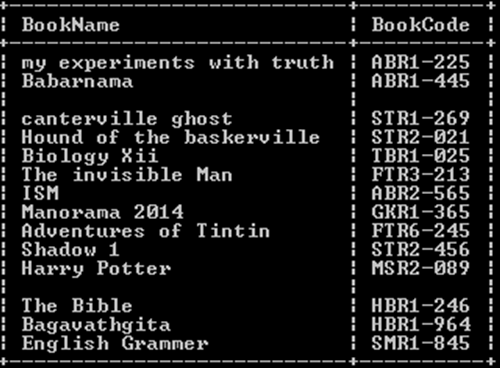 BookName BookCode
my experiments with truth ABR1-225
Babarnama ABR1-445
canterville ghost STR1-269
Hound of the baskerville STR2-021
Biology Xii TBR1-025
The invisible Man FTR3-213
ISM ABR2-565
Manorama 2014 GKR1-365
Adventures of Tintin FTR6-245
Shadow 1 STR2-456
Harry Potter MSR2-089
The Bible HBR1-246
Bagavathgita HBR1-964
English Grammer SMR1-845